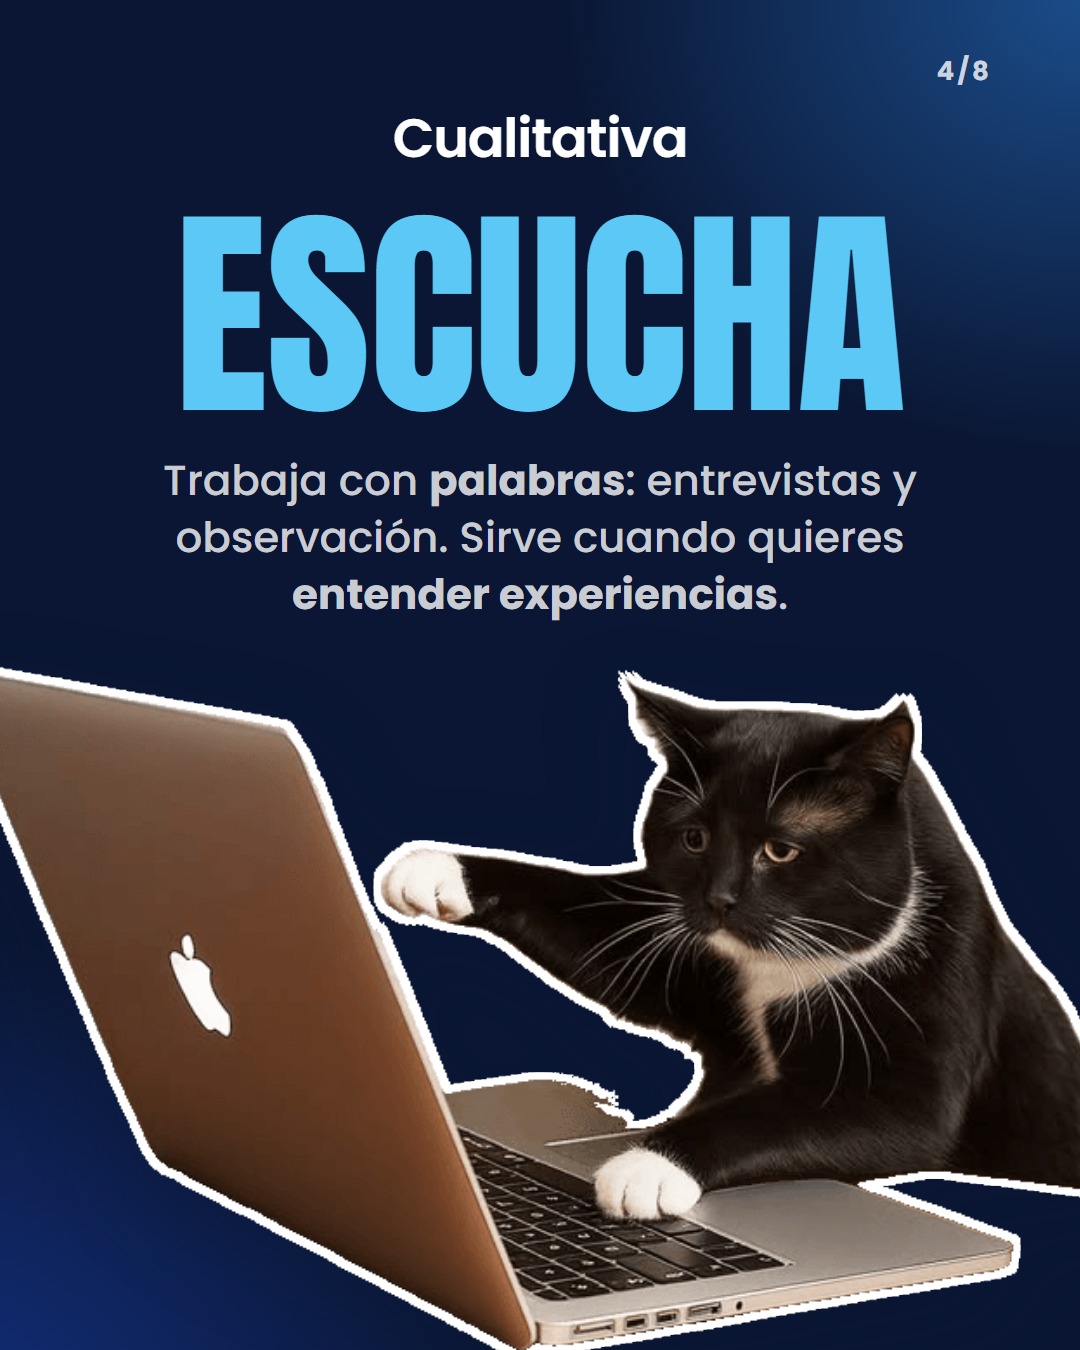 4/8
Cualitativa
ESCUCHA
Trabaja con palabras: entrevistas y
observación. Sirve cuando quieres
entender experiencias.